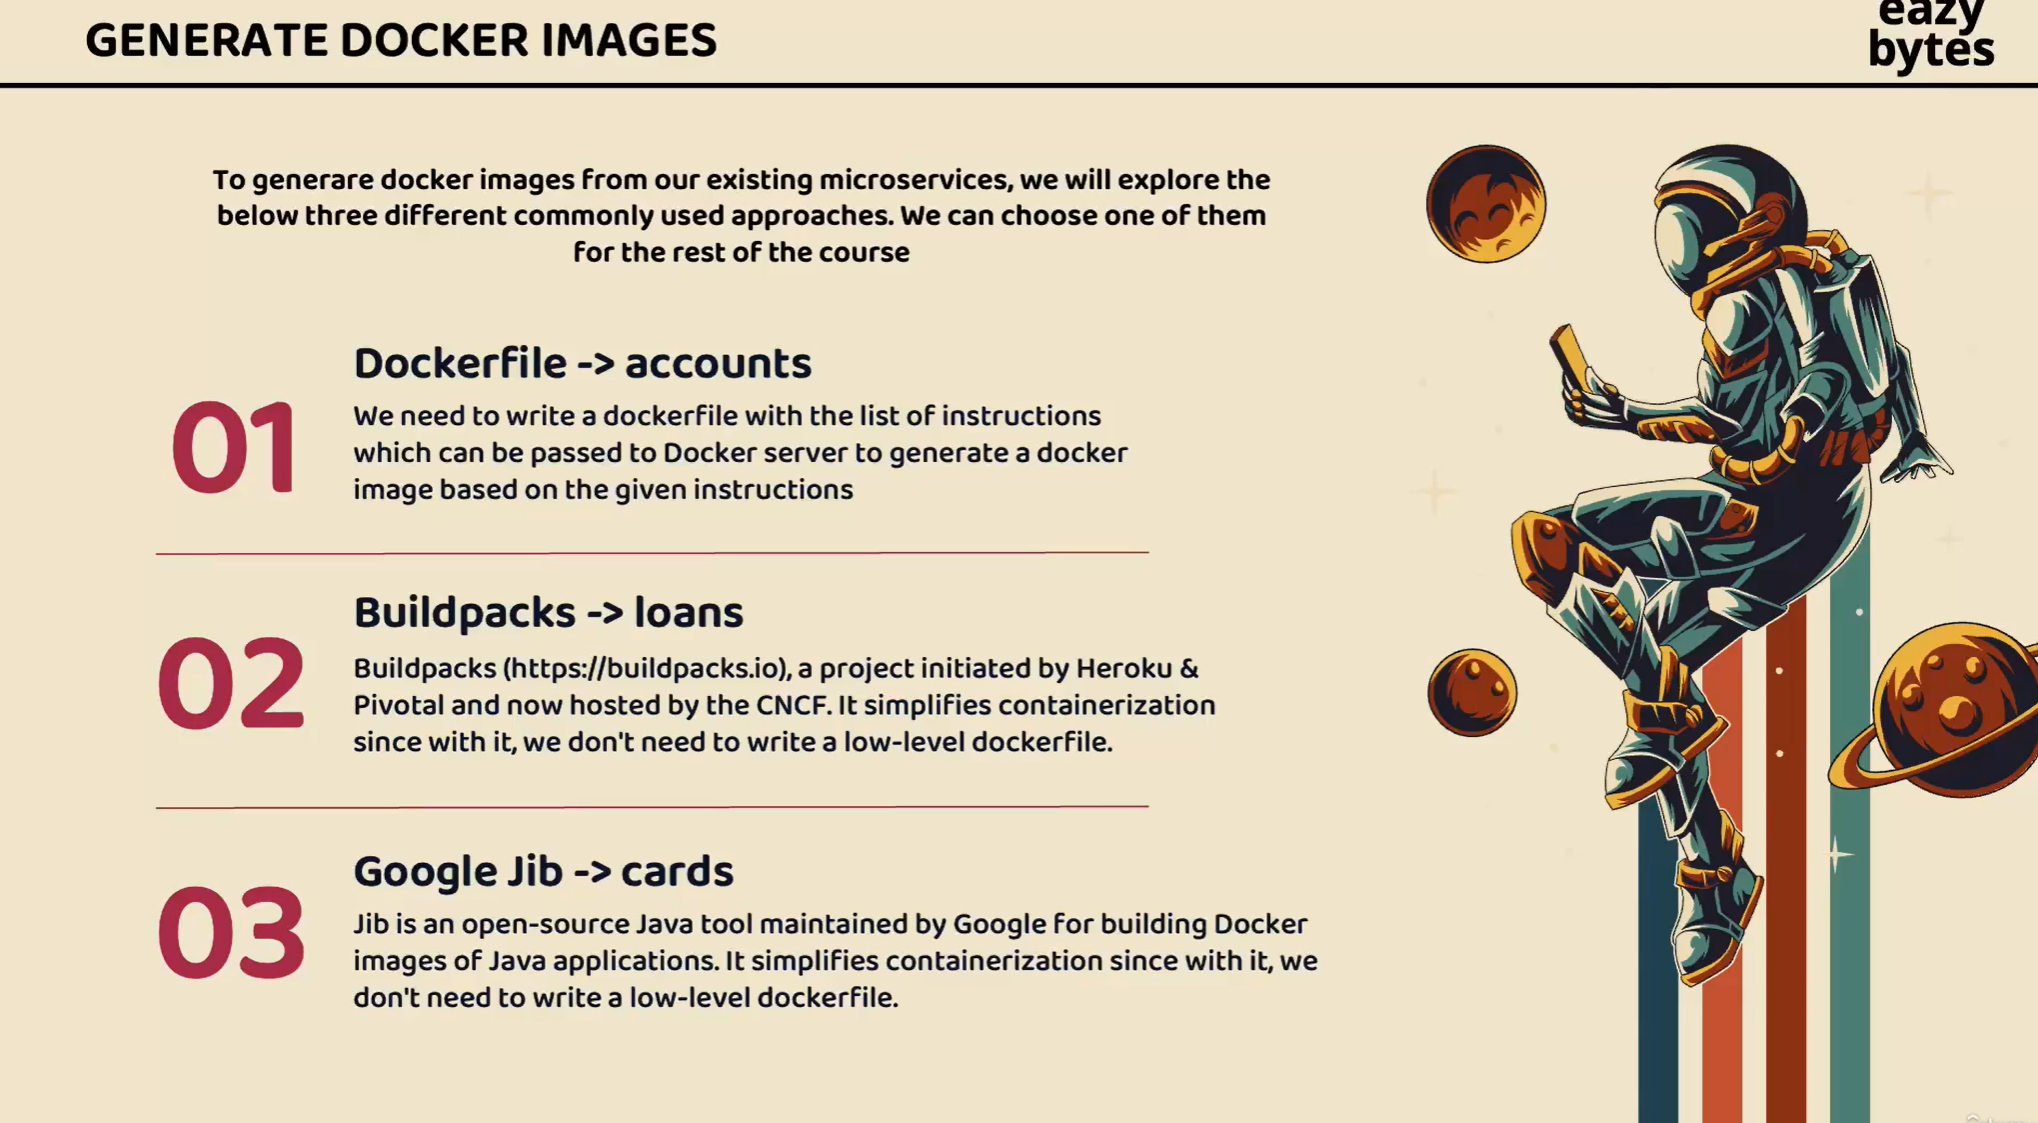 GENERATE DOCKER IMAGES
eazy
bytes
To generare docker images from our existing microservices, we will explore the
below three different commonly used approaches. We can choose one of them
for the rest of the course
01
Dockerfile -> accounts
We need to write a dockerfile with the list of instructions
which can be passed to Docker server to generate a docker
image based on the given instructions
02
Buildpacks -> loans
Buildpacks (https://buildpacks.io), a project initiated by Heroku &
Pivotal and now hosted by the CNCF. It simplifies containerization
since with it, we don't need to write a low-level dockerfile.
03
Google Jib -> cards
Jib is an open-source Java tool maintained by Google for building Docker
images of Java applications. It simplifies containerization since with it, we
don't need to write a low-level dockerfile.